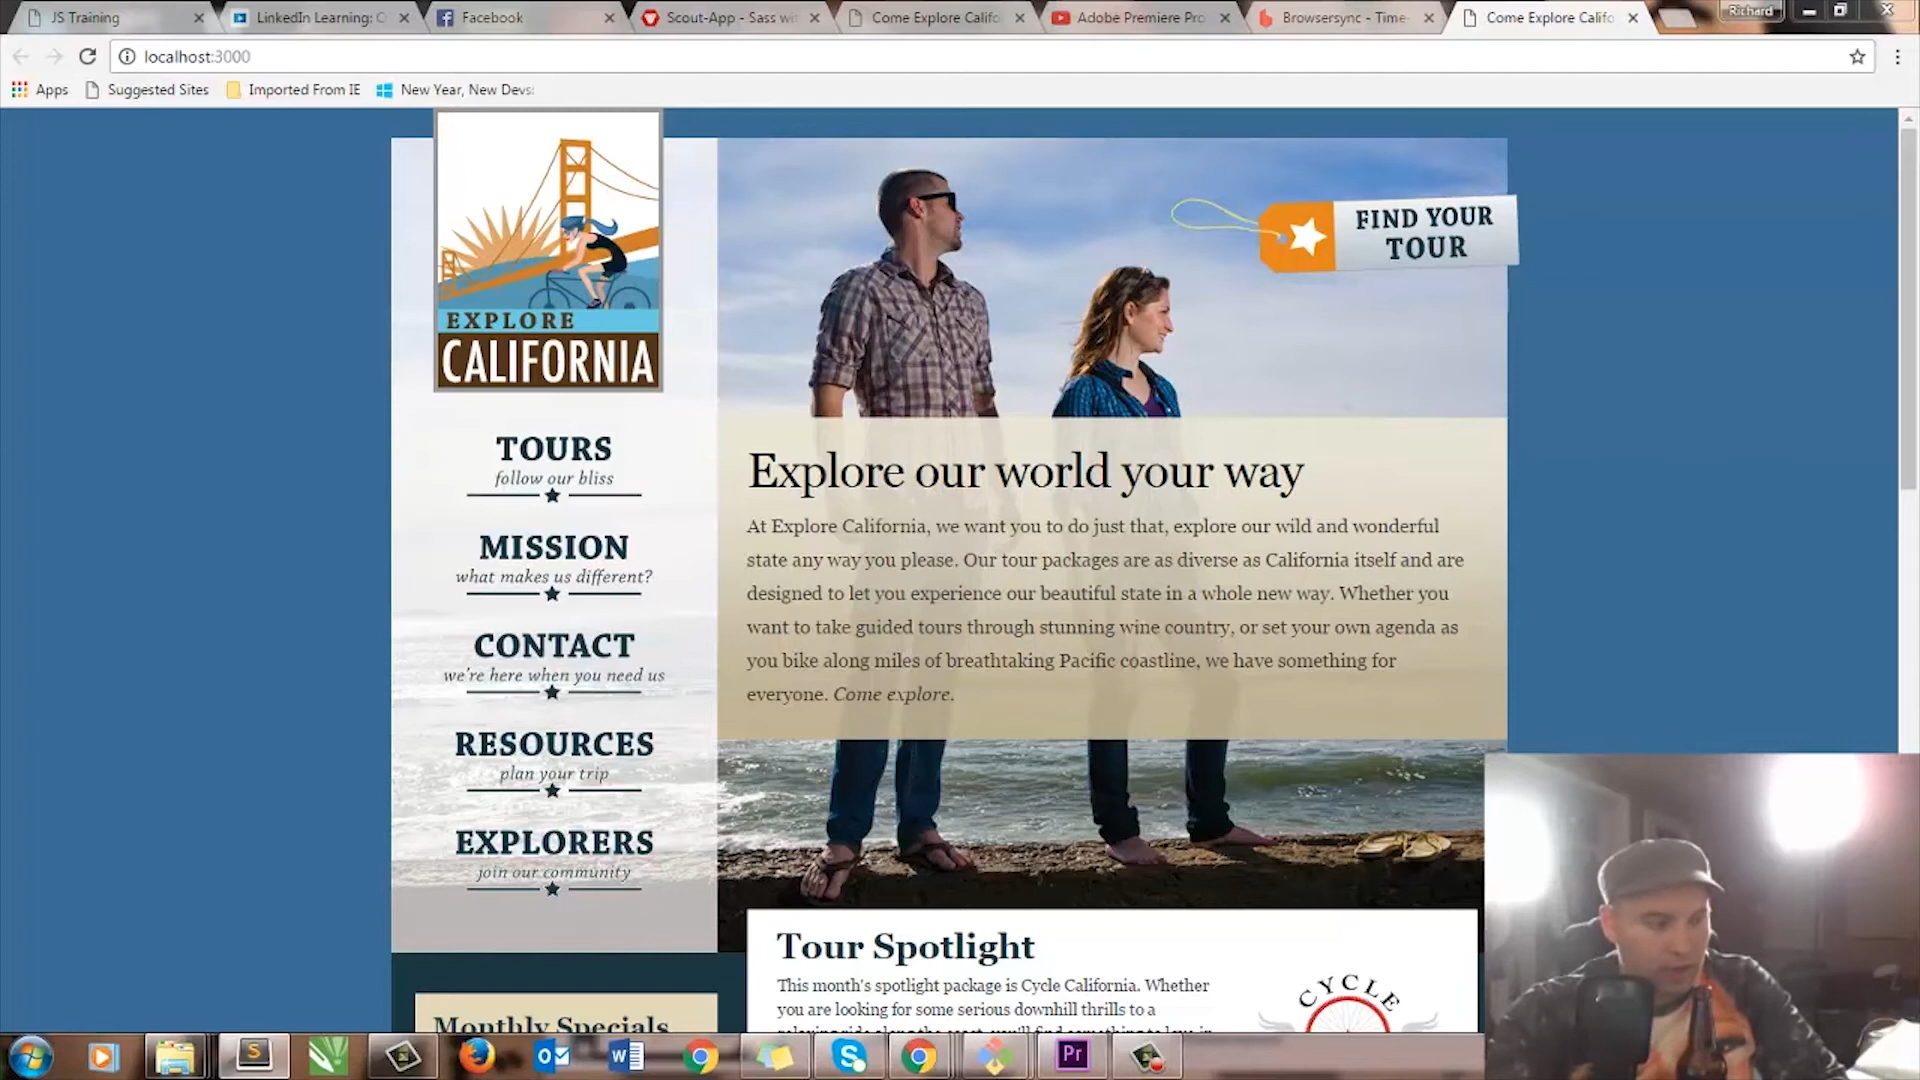 JS Training
LinkedIn Learning: O
Facebook
Scout-App - Sass wit
Come Explore Califo
Adobe Premiere Pro
Browsersync - Time-
Come Explore Califo
Richard
localhost:3000
Apps
Suggested Sites
Imported From IE
New Year, New Devs:
EXPLORE
CALIFORNIA
FIND YOUR
TOUR
TOURS
follow our bliss
MISSION
what makes us different?
CONTACT
we're here when you need us
RESOURCES
plan your trip
EXPLORERS
join our community
Explore our world your way
At Explore California, we want you to do just that, explore our wild and wonderful
state any way you please. Our tour packages are as diverse as California itself and are
designed to let you experience our beautiful state in a whole new way. Whether you
want to take guided tours through stunning wine country, or set your own agenda as
you bike along miles of breathtaking Pacific coastline, we have something for
everyone. Come explore.
Tour Spotlight
This month's spotlight package is Cycle California. Whether
you are looking for some serious downhill thrills to a
CYCLE
Monthly Specials
S
W
S
Pr